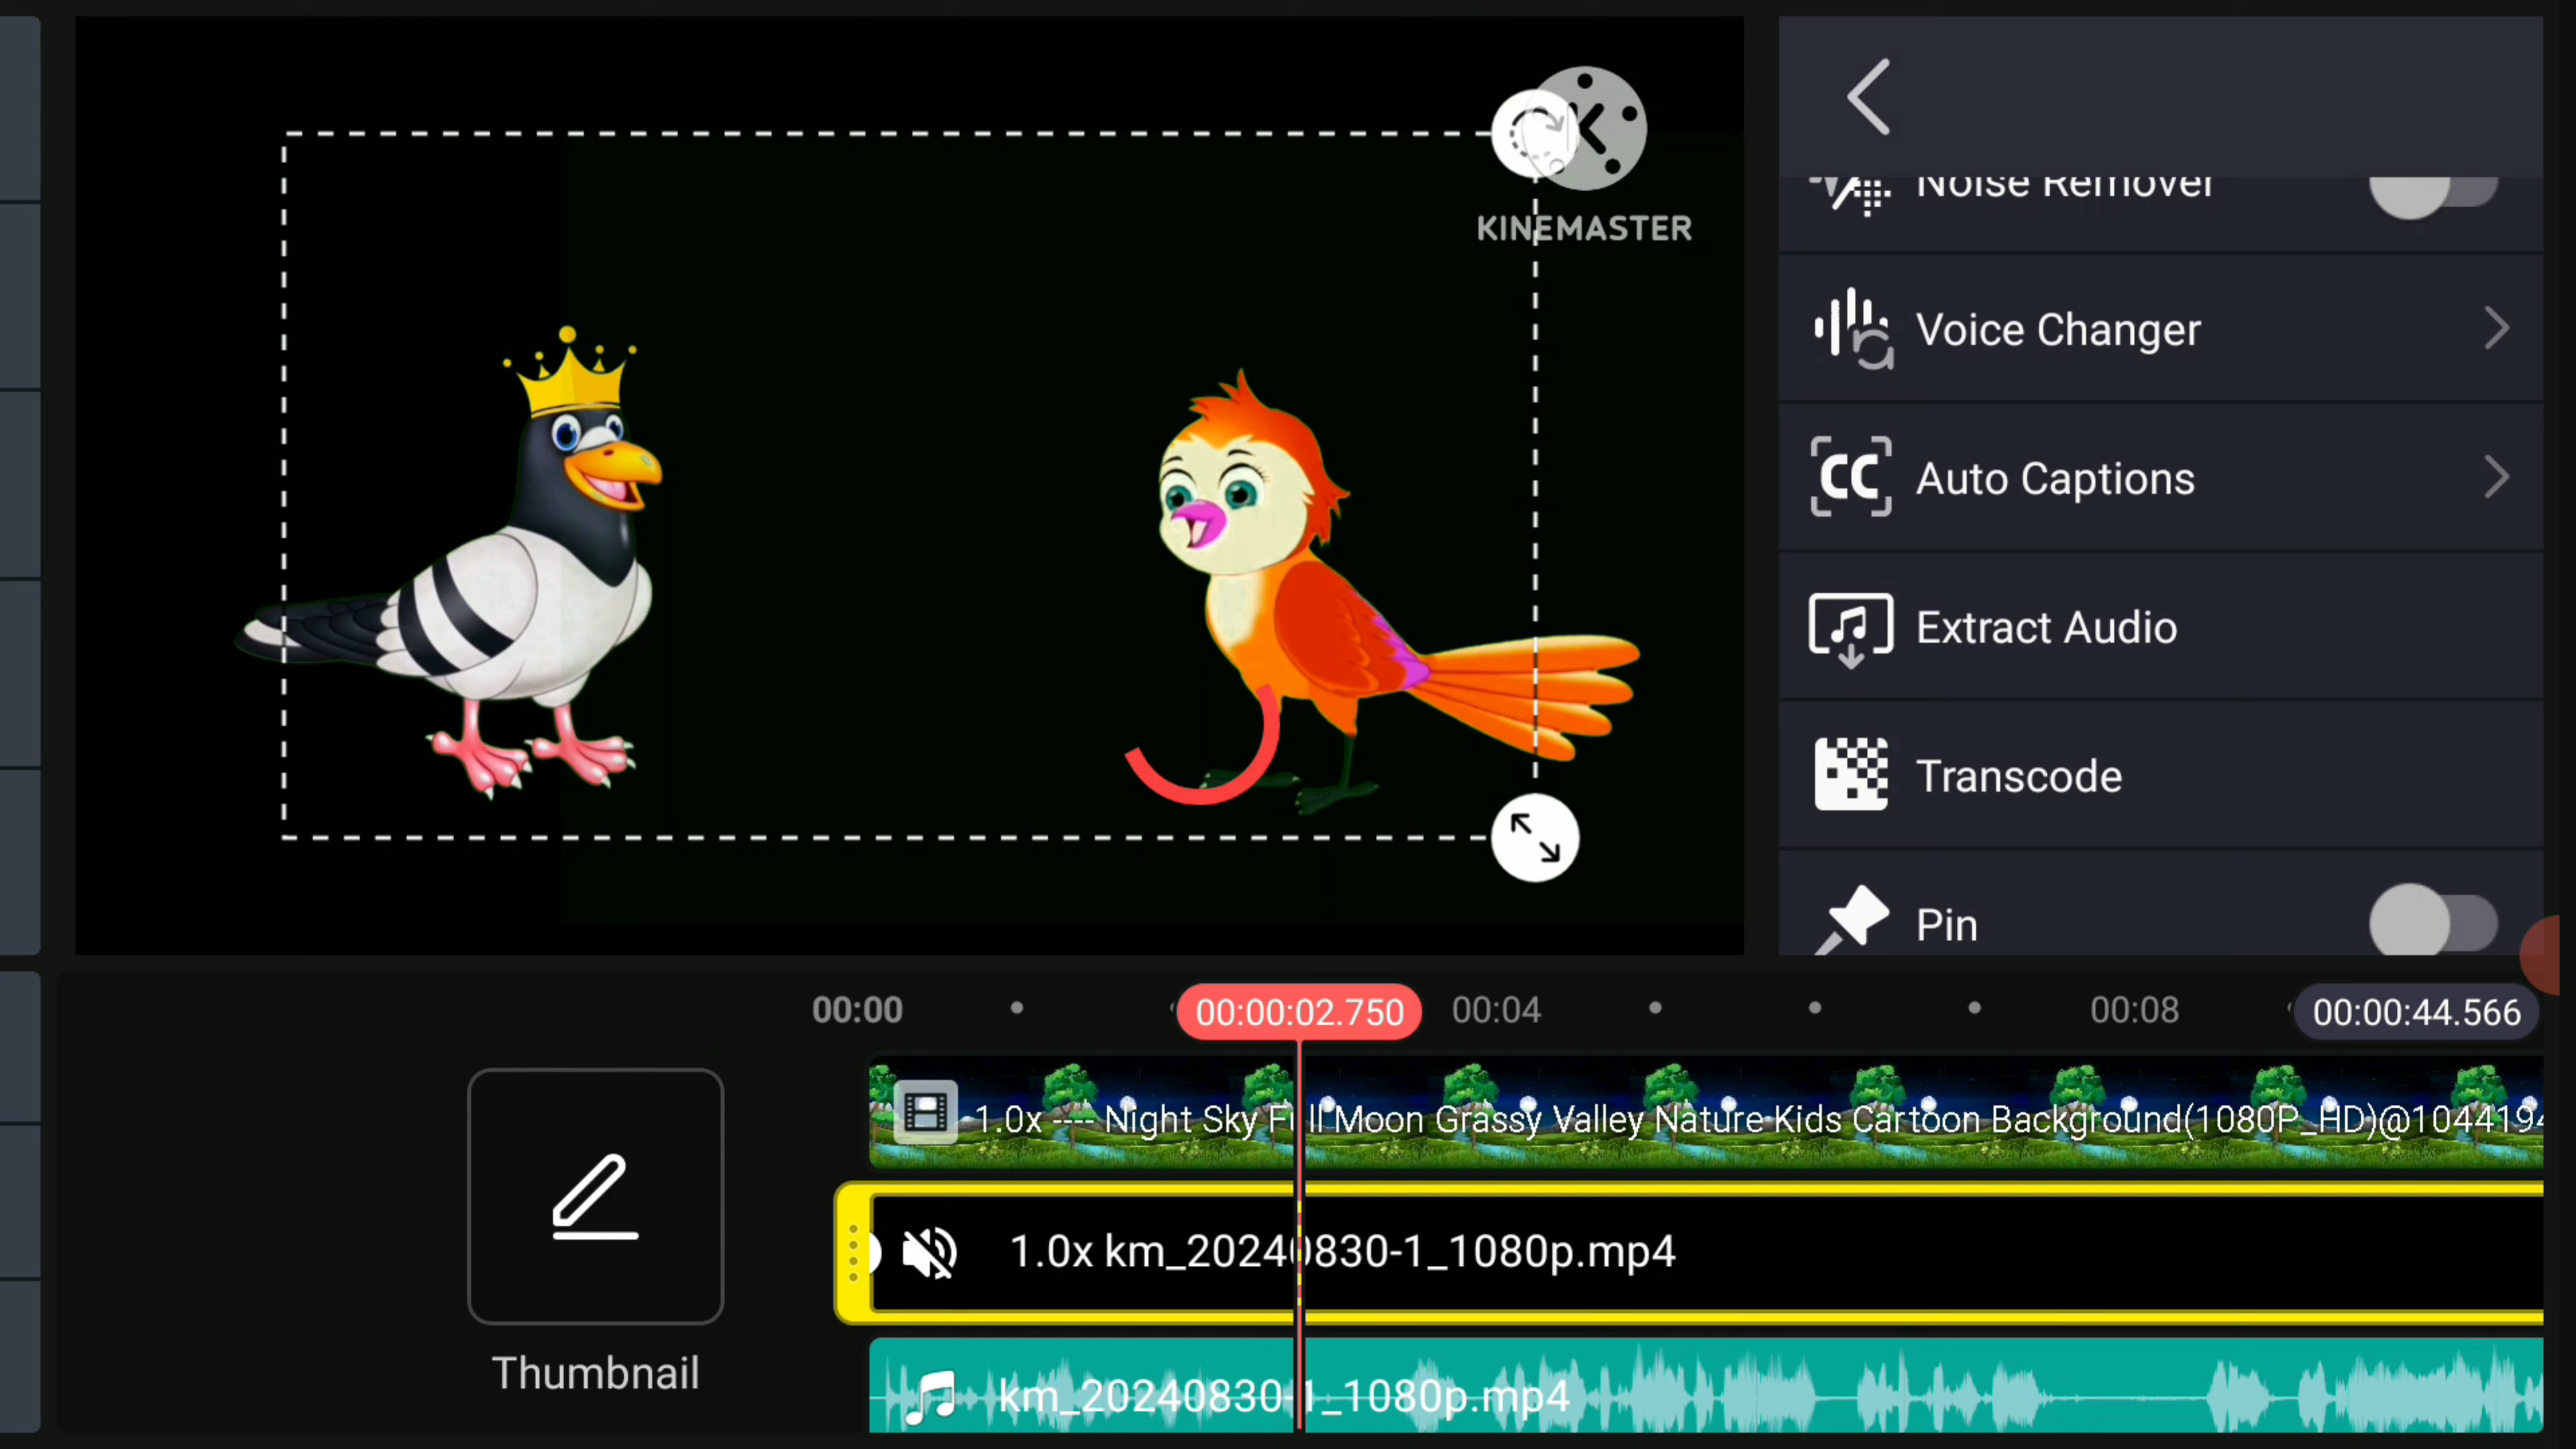 K
KINEMASTER
Noise Remover
Voice Changer
CC Auto Captions
Extract Audio
Transcode
Pin
00:00
00:00:02.750
00:04
00:08
00:00:44.566
1.0x ---- Night Sky Full Moon Grassy Valley Nature Kids Cartoon Background(1080P_HD)@104419
1.0x km_20240830-1_1080p.mp4
Thumbnail
km_20240830-1_1080p.mp4